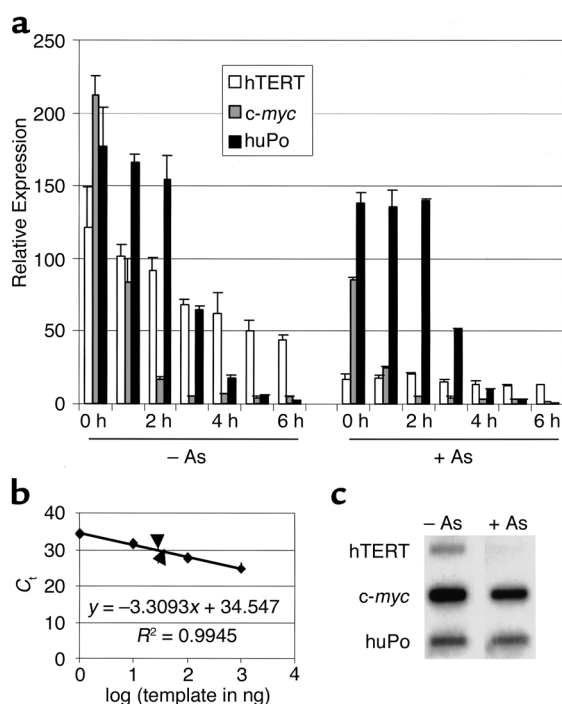 a
250
200
150
100
50
0
Relative Expression
hTERT
c-myc
huPo
0 h 2 h 4 h 6 h 0 h 2 h 4 h 6 h
– As + As
b
40
30
20
10
0
Ct
y = –3.3093x + 34.547
R² = 0.9945
0 1 2 3 4
log (template in ng)
c
– As + As
hTERT
c-myc
huPo